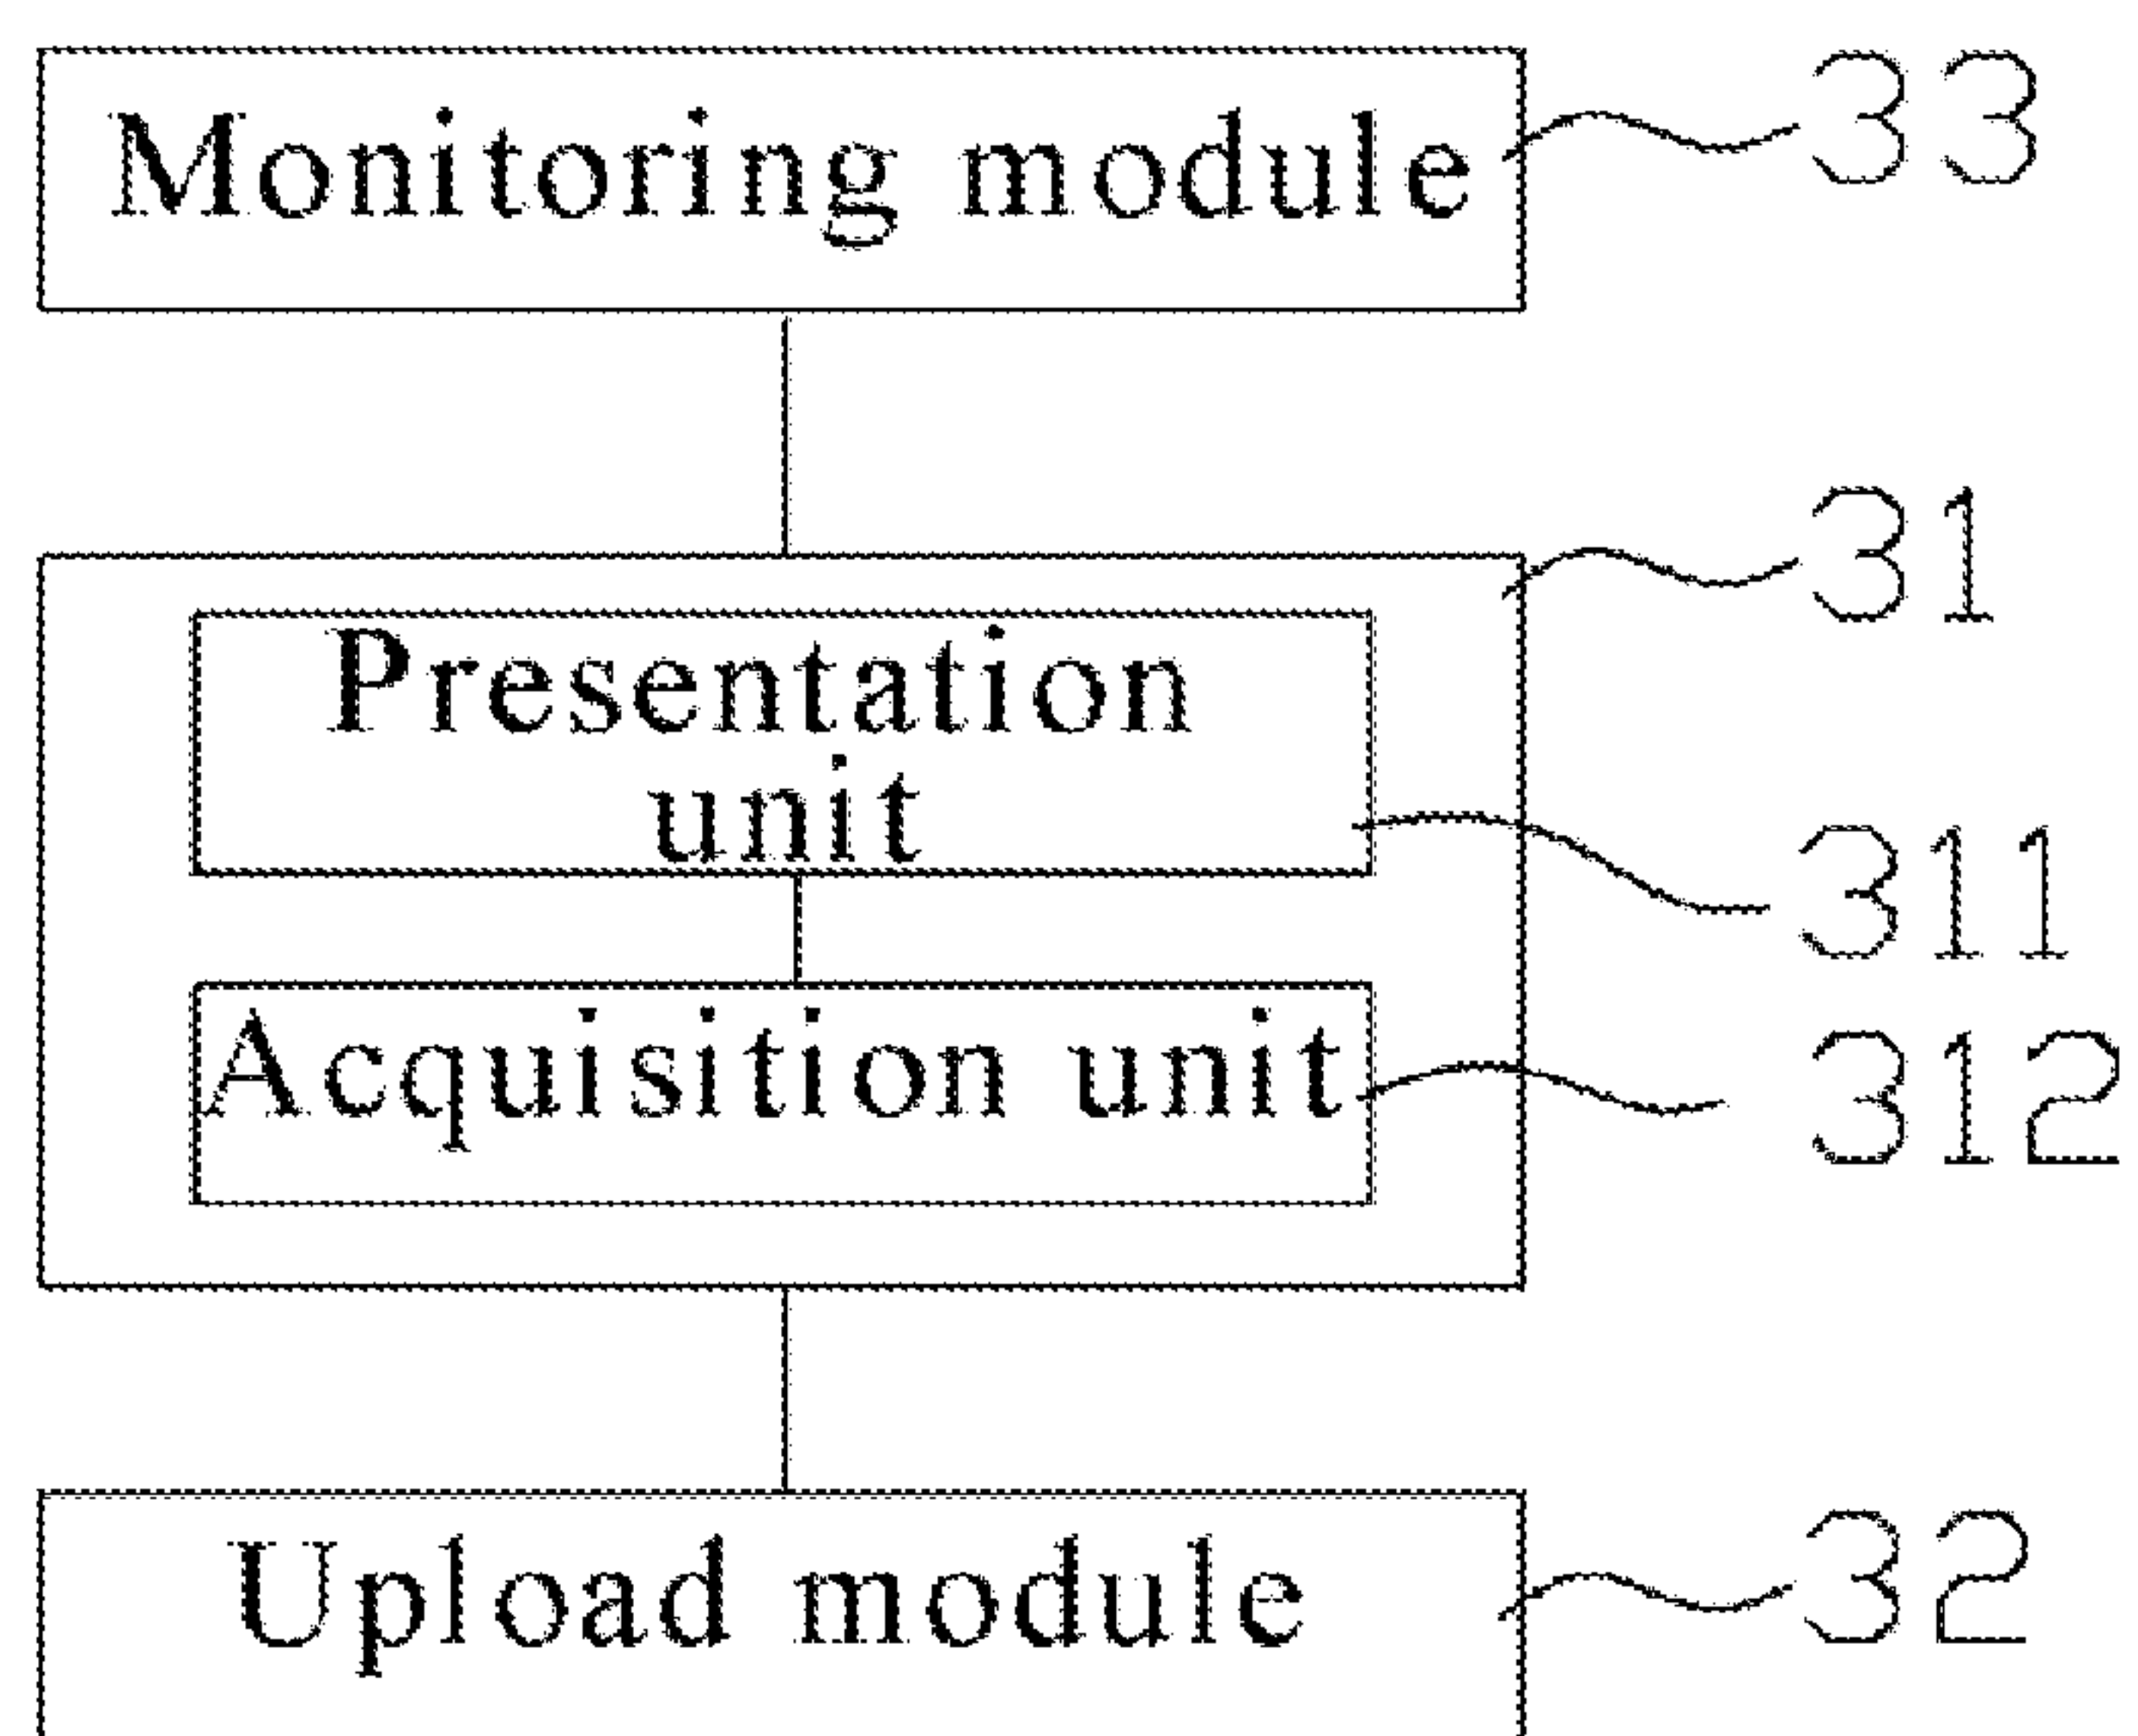 Monitoring module 33
31
Presentation
unit
311
Acquisition unit 312
Upload module 32